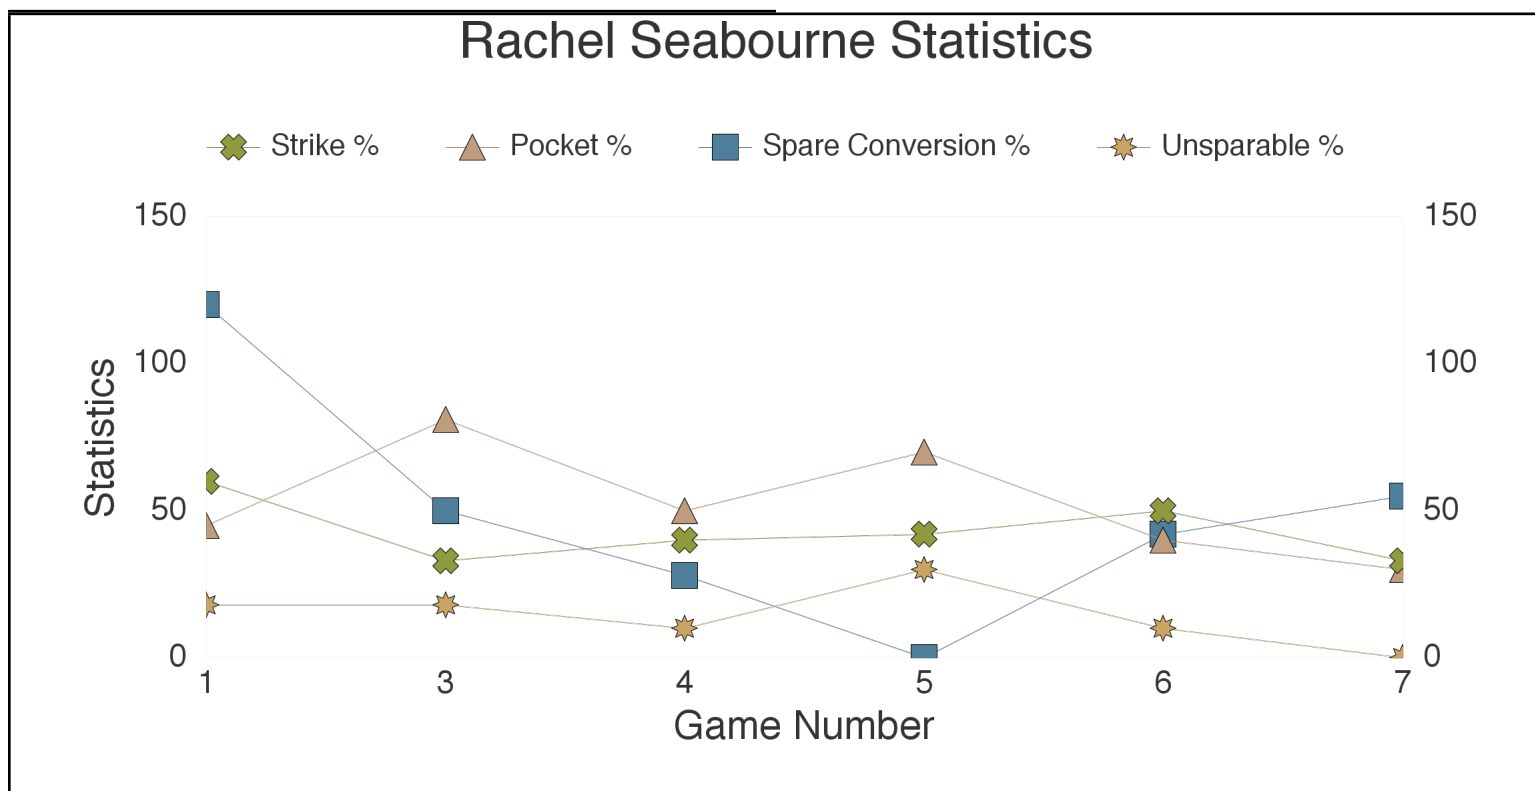 Rachel Seabourne Statistics
Strike % Pocket % Spare Conversion % Unsparable %
150 150
100 100
Statistics
50 50
0 0
1 3 4 5 6 7
Game Number